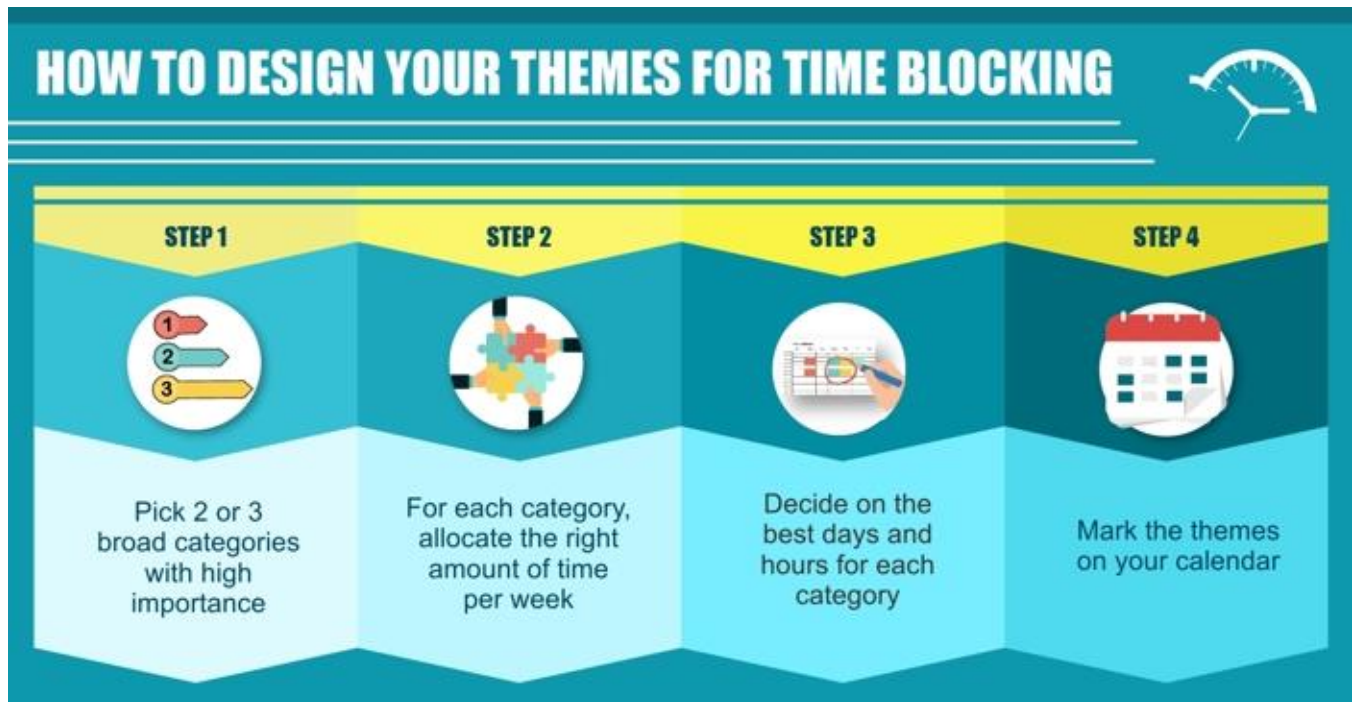 HOW TO DESIGN YOUR THEMES FOR TIME BLOCKING
STEP 1
1
2
3
Pick 2 or 3
broad categories
with high
importance
STEP 2
For each category,
allocate the right
amount of time
per week
STEP 3
Decide on the
best days and
hours for each
category
STEP 4
Mark the themes
on your calendar